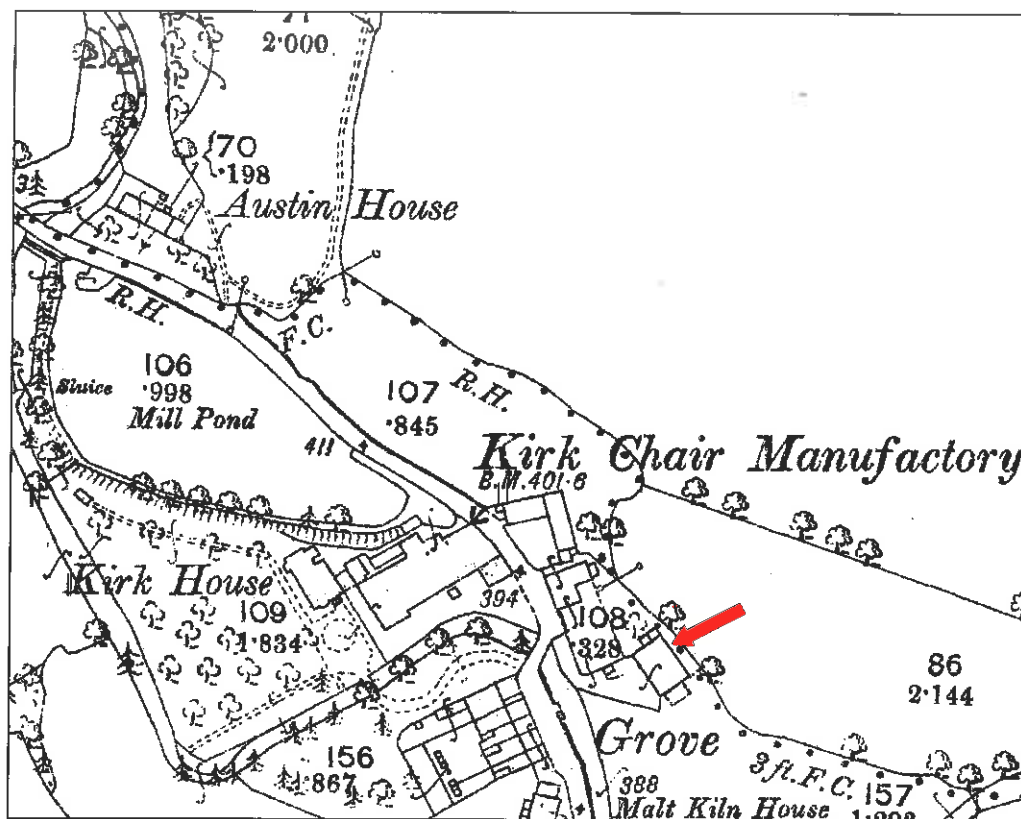 2·000
70
·198
Austin House
3
R.H.
F.C.
106
·998
Sluice
Mill Pond
107
·845
R.H.
411
Kirk Chair Manufactory
B.M.401·6
Kirk House
109
1·834
394
108
·328
86
2·144
Grove
156
·867
388
Malt Kiln House
3ft. F.C.
157